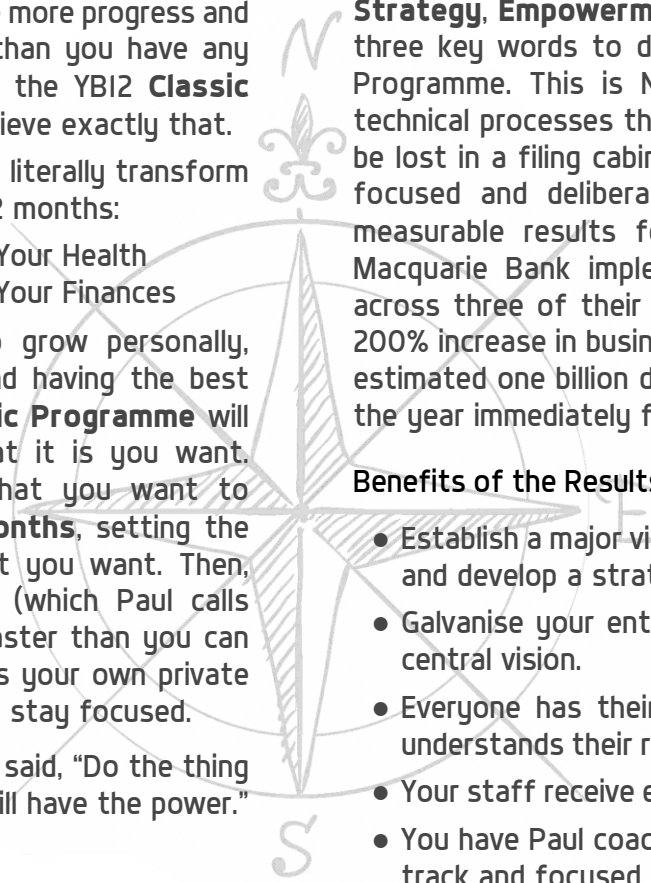 more progress and
than you have any
the YB12 Classic
ieve exactly that.
literally transform
2 months:
Your Health
Your Finances
grow personally,
nd having the best
ic Programme will
at it is you want.
hat you want to
onths, setting the
t you want. Then,
(which Paul calls
aster than you can
s your own private
stay focused.
said, “Do the thing
ill have the power.”
N
S
Strategy, Empowerm
three key words to d
Programme. This is N
technical processes th
be lost in a filing cabin
focused and delibera
measurable results fo
Macquarie Bank imple
across three of their
200% increase in busin
estimated one billion d
the year immediately f
Benefits of the Results
• Establish a major vi
and develop a strat
• Galvanise your ent
central vision.
• Everyone has their
understands their r
• Your staff receive e
• You have Paul coac
track and focused